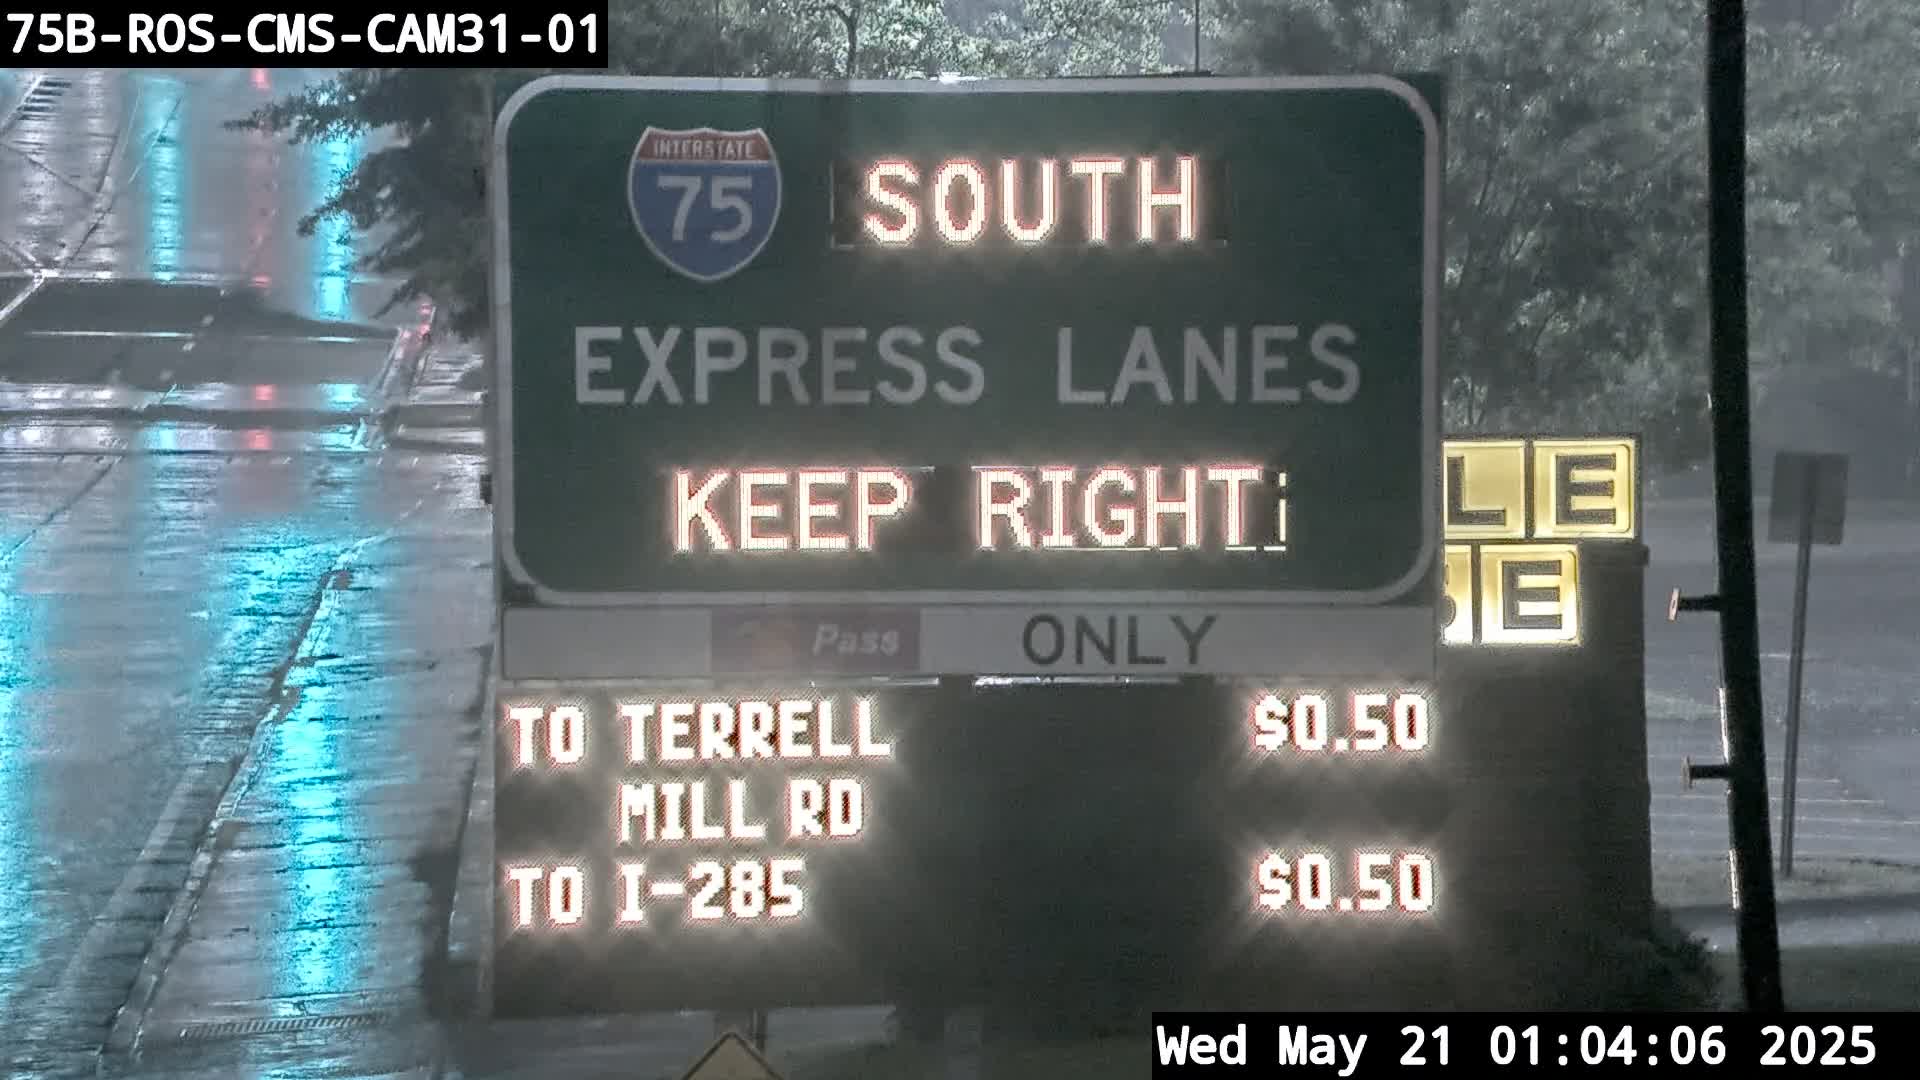 75B-ROS-CMS-CAM31-01
INTERSTATE
75
SOUTH
EXPRESS LANES
KEEP RIGHT
Pass ONLY
TO TERRELL $0.50
MILL RD
TO I-285 $0.50
LE
E
Wed May 21 01:04:06 2025